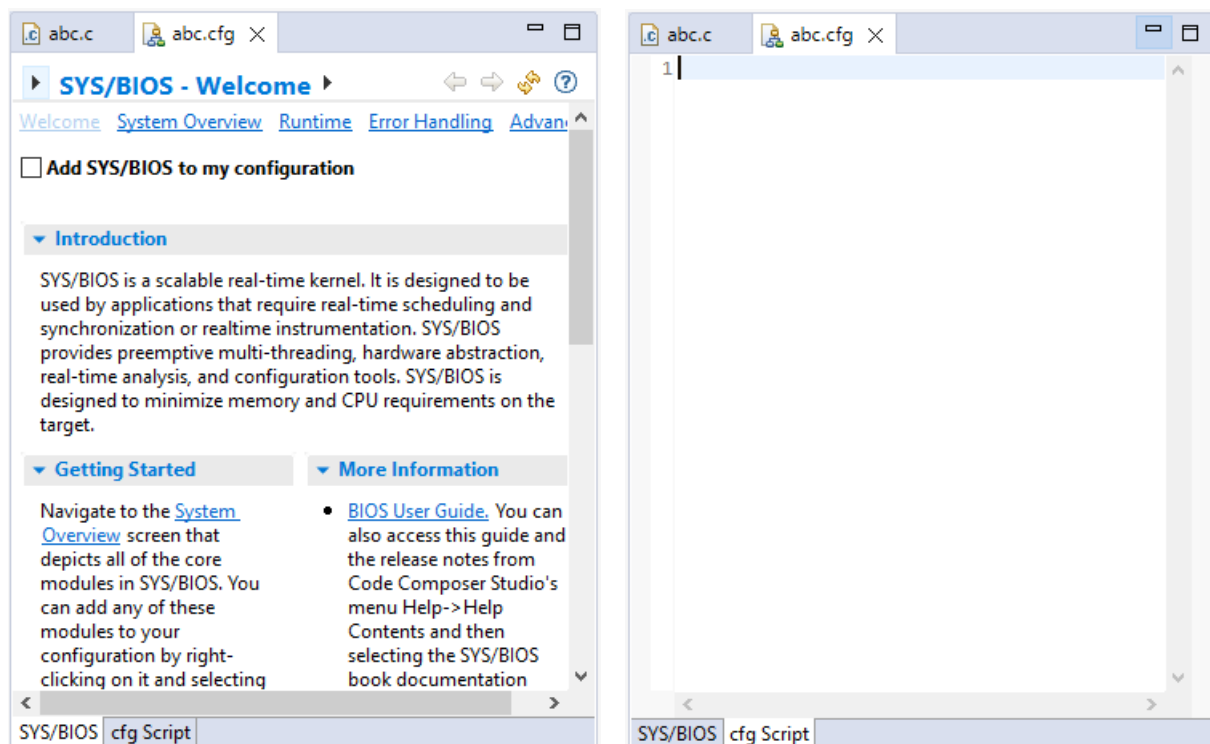 abc.c
abc.cfg
SYS/BIOS - Welcome
Welcome System Overview Runtime Error Handling Advan
Add SYS/BIOS to my configuration
Introduction
SYS/BIOS is a scalable real-time kernel. It is designed to be
used by applications that require real-time scheduling and
synchronization or realtime instrumentation. SYS/BIOS
provides preemptive multi-threading, hardware abstraction,
real-time analysis, and configuration tools. SYS/BIOS is
designed to minimize memory and CPU requirements on the
target.
Getting Started
Navigate to the System
Overview screen that
depicts all of the core
modules in SYS/BIOS. You
can add any of these
modules to your
configuration by right-
clicking on it and selecting
More Information
BIOS User Guide. You can
also access this guide and
the release notes from
Code Composer Studio's
menu Help->Help
Contents and then
selecting the SYS/BIOS
book documentation
SYS/BIOS cfg Script
abc.c
abc.cfg
1
SYS/BIOS cfg Script